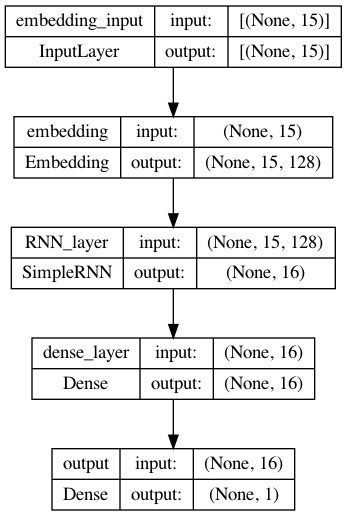 embedding_input input: [(None, 15)]
InputLayer output: [(None, 15)]
embedding input: (None, 15)
Embedding output: (None, 15, 128)
RNN_layer input: (None, 15, 128)
SimpleRNN output: (None, 16)
dense_layer input: (None, 16)
Dense output: (None, 16)
output input: (None, 16)
Dense output: (None, 1)